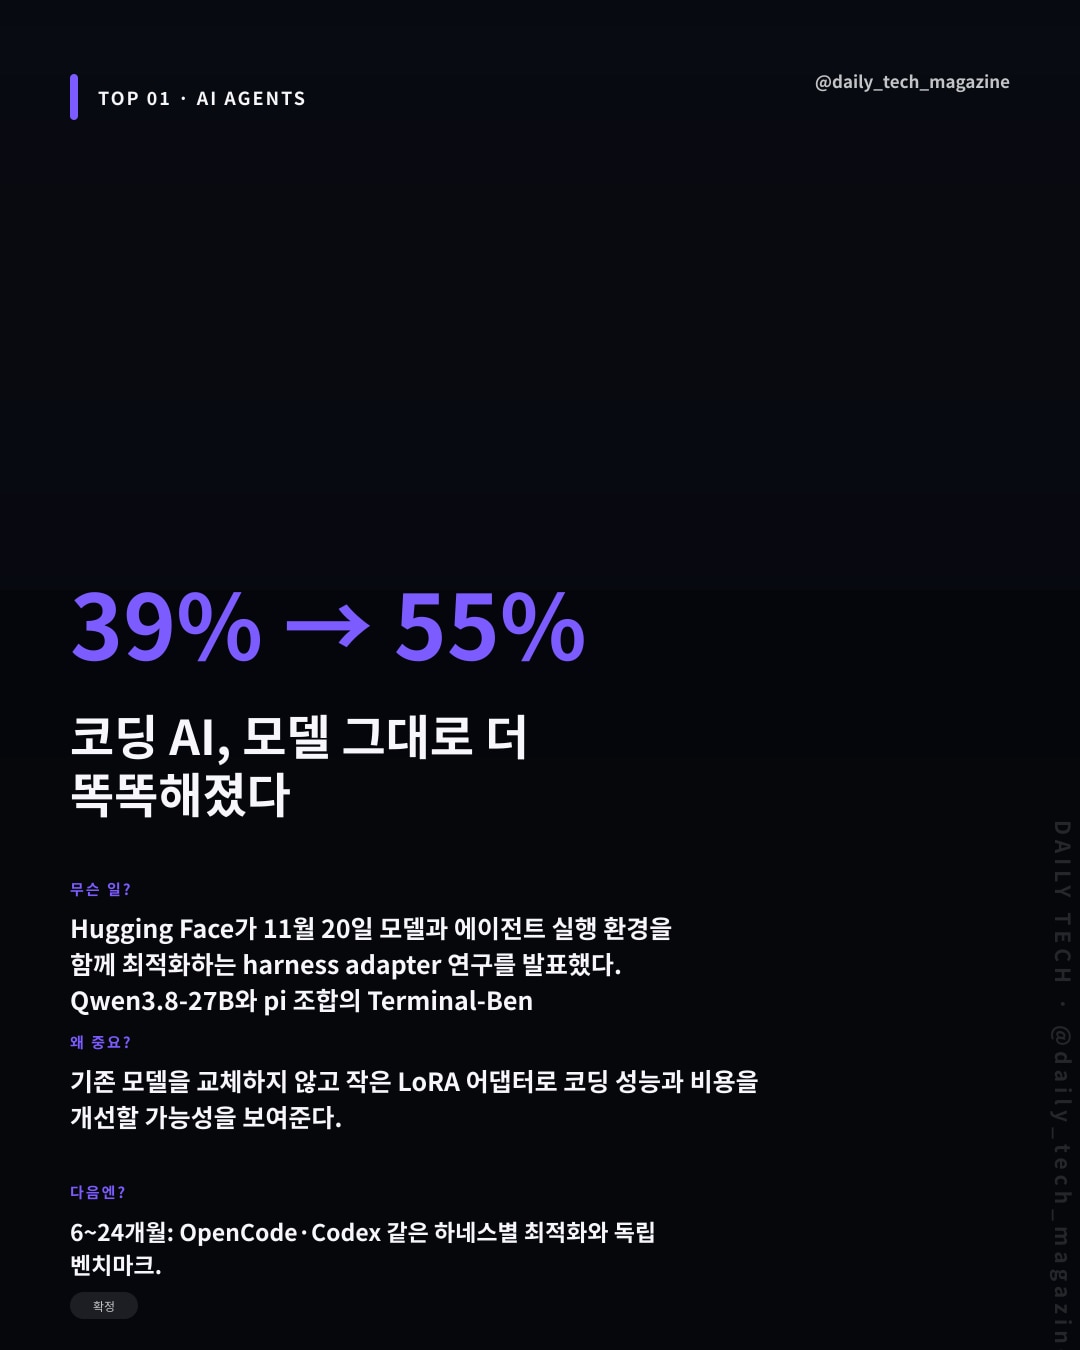 TOP 01 · AI AGENTS
@daily_tech_magazine
39% → 55%
코딩 AI, 모델 그대로 더
똑똑해졌다
무슨 일?
Hugging Face가 11월 20일 모델과 에이전트 실행 환경을
함께 최적화하는 harness adapter 연구를 발표했다.
Qwen3.8-27B와 pi 조합의 Terminal-Ben
왜 중요?
기존 모델을 교체하지 않고 작은 LoRA 어댑터로 코딩 성능과 비용을
개선할 가능성을 보여준다.
다음엔?
6~24개월: OpenCode·Codex 같은 하네스별 최적화와 독립
벤치마크.
확정
DAILY TECH · @daily_tech_magazin